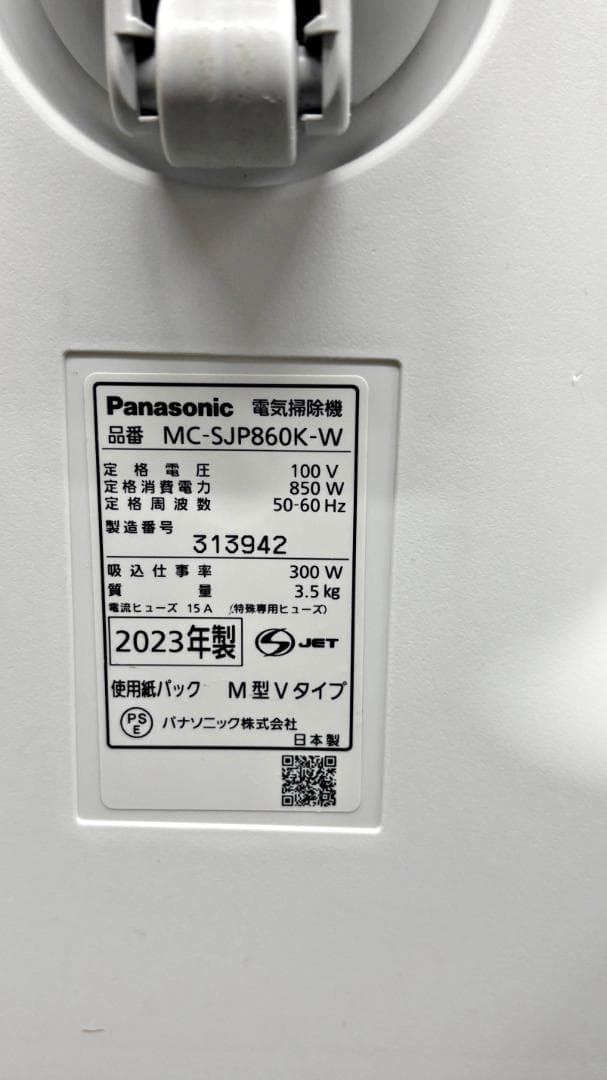 Panasonic 電気掃除機
品番 MC-SJP860K-W
定格電圧 100 V
定格消費電力 850 W
定格周波数 50-60 Hz
製造番号
313942
吸込仕事率 300 W
質量 3.5 kg
電流ヒューズ 15 A (特殊専用ヒューズ)
2023年製 S JET
使用紙パック M型Vタイプ
PSE パナソニック株式会社
日本製